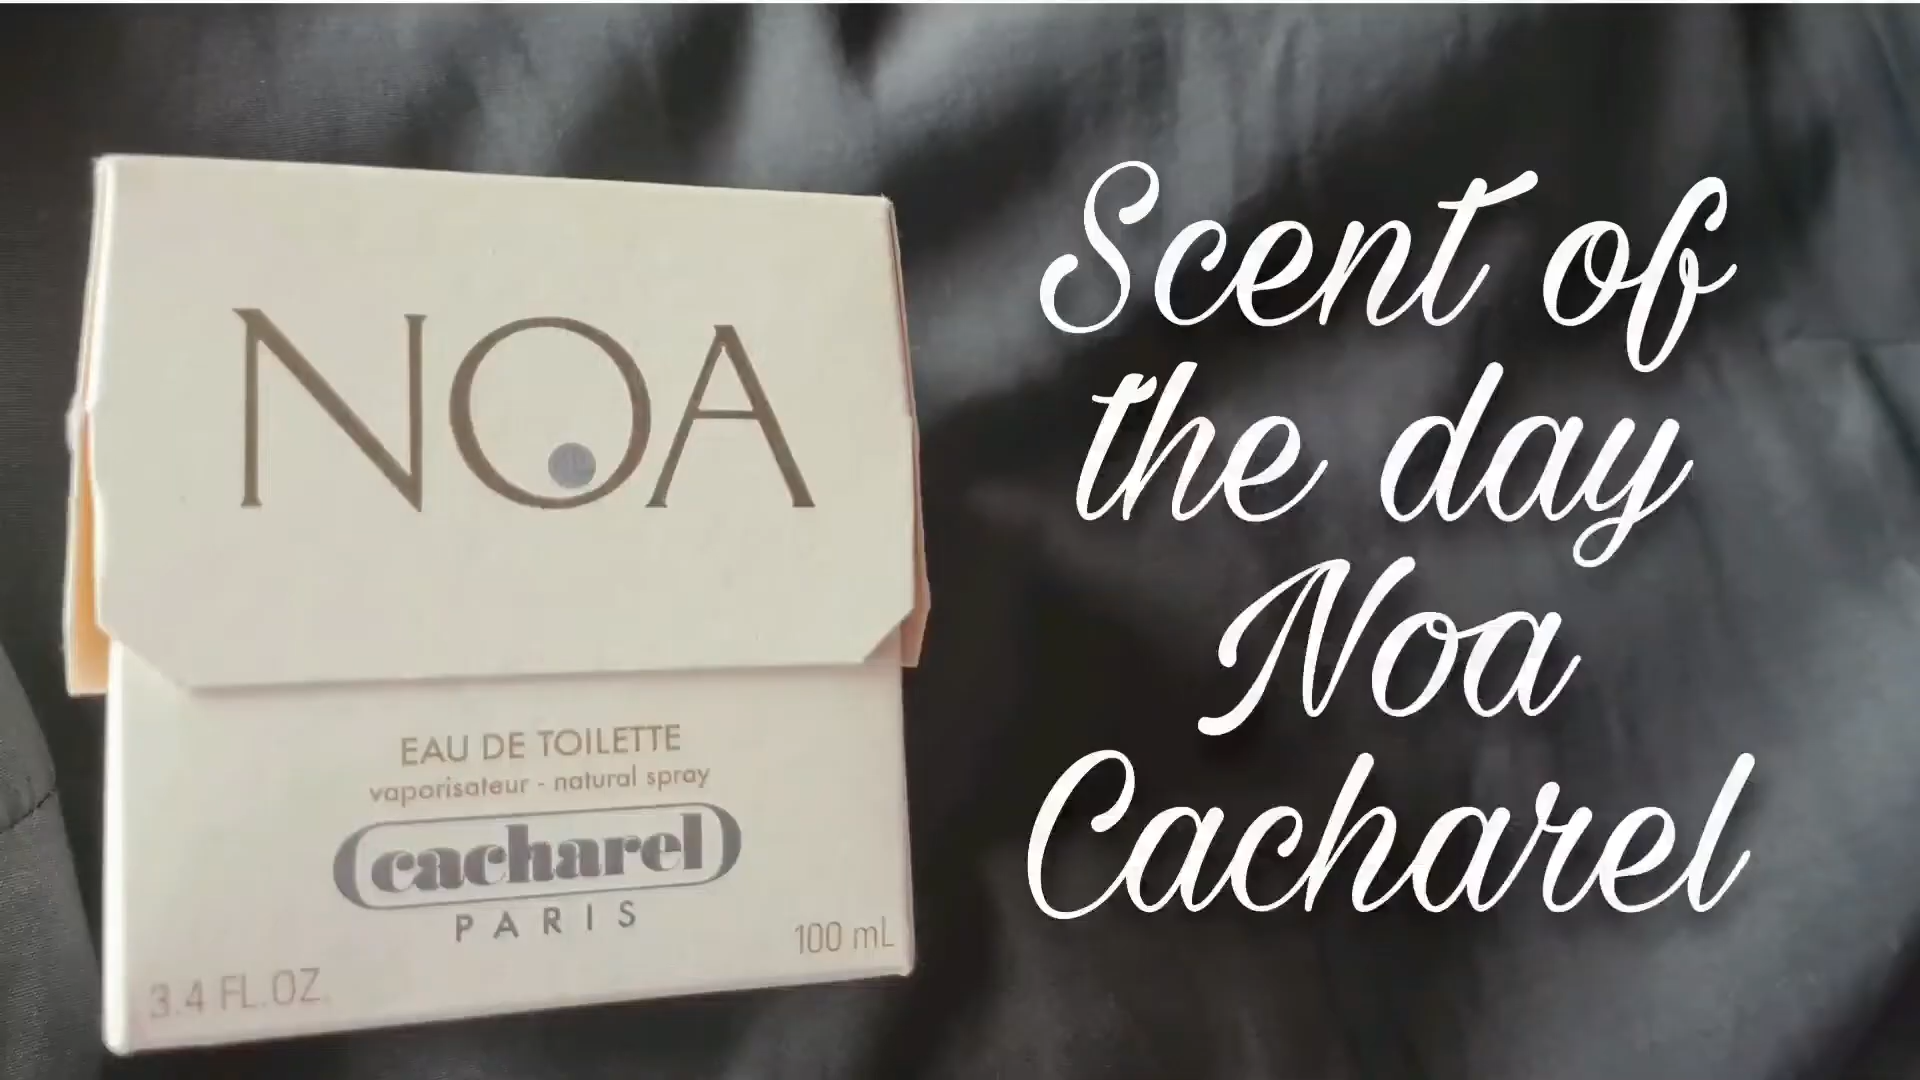 NOA
EAU DE TOILETTE
vaporisateur - natural spray
cacharel
PARIS
100 mL
3.4 FL.OZ.
Scent of
the day
Noa
Cacharel